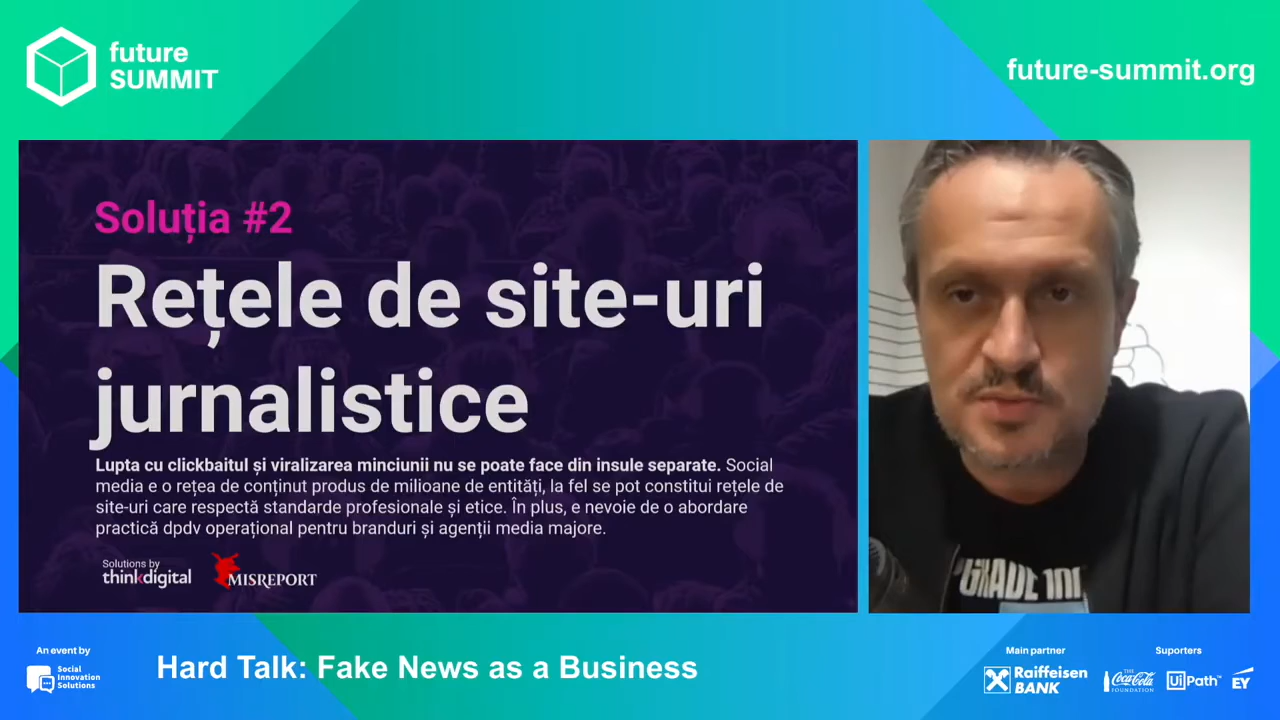 future
SUMMIT
future-summit.org
Soluția #2
Rețele de site-uri
jurnalistice
Lupta cu clickbaitul și viralizarea minciunii nu se poate face din insule separate. Social
media e o rețea de conținut produs de milioane de entități, la fel se pot constitui rețele de
site-uri care respectă standarde profesionale și etice. În plus, e nevoie de o abordare
practică dpdv operațional pentru branduri și agenții media majore.
Solutions by
thinkdigital
MISREPORT
An event by
Social
Innovation
Solutions
Hard Talk: Fake News as a Business
Main partner
Raiffeisen
BANK
Supporters
THE
Coca-Cola
FOUNDATION
UiPath™
EY